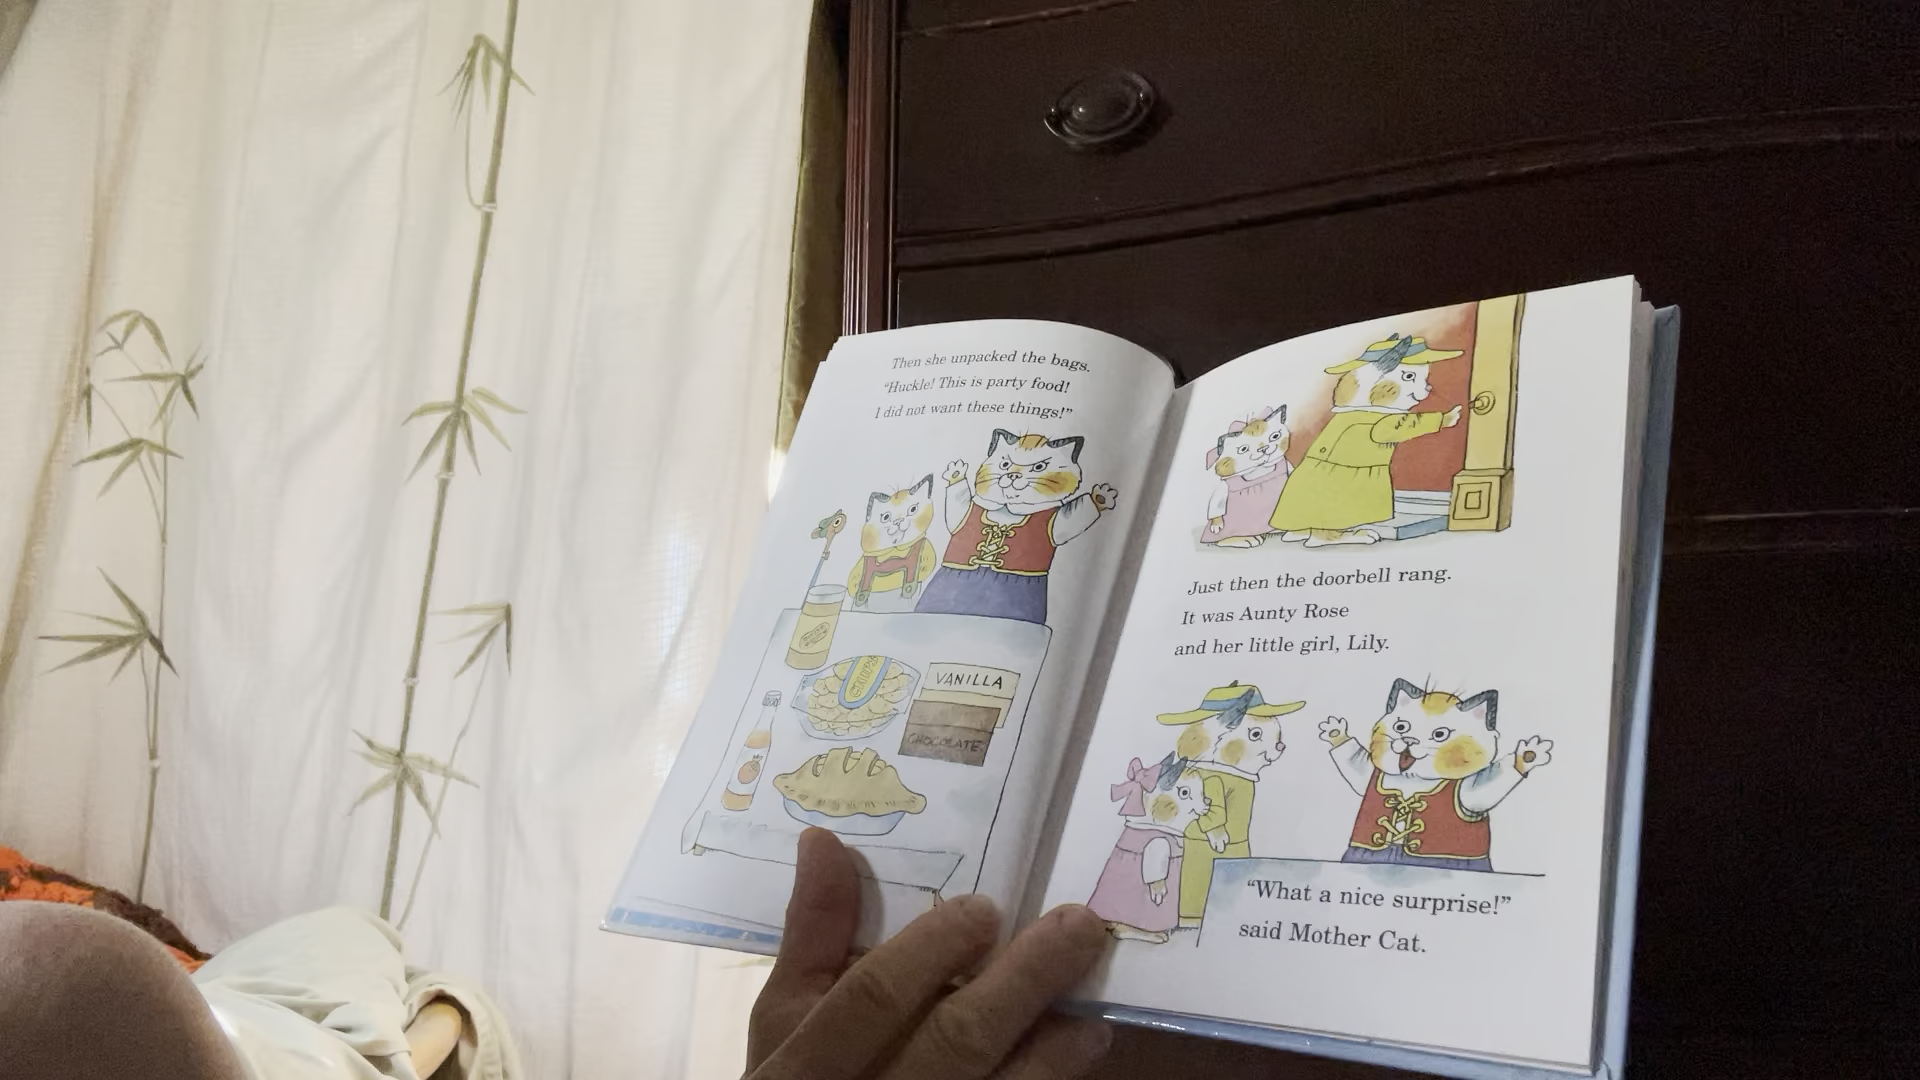 Then she unpacked the bags.
“Huckle! This is party food!
I did not want these things!”
CHIPS
VANILLA
CHOCOLATE
Just then the doorbell rang.
It was Aunty Rose
and her little girl, Lily.
“What a nice surprise!”
said Mother Cat.